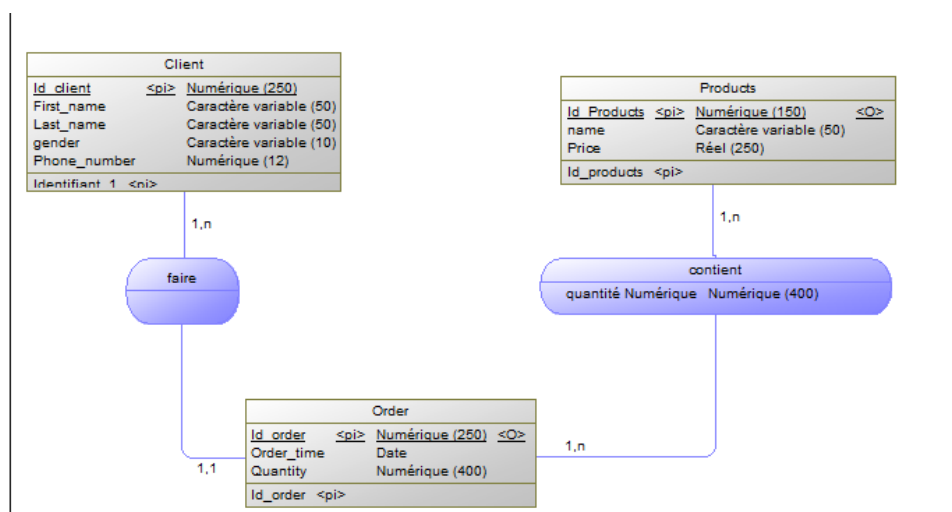 Client
Id_client <pi> Numérique (250)
First_name Caractère variable (50)
Last_name Caractère variable (50)
gender Caractère variable (10)
Phone_number Numérique (12)
Identifiant_1 <pi>
Products
Id_Products <pi> Numérique (150) <O>
name Caractère variable (50)
Price Réel (250)
Id_products <pi>
1,n
1,n
faire
contient
quantité Numérique Numérique (400)
Order
Id_order <pi> Numérique (250) <O>
Order_time Date
Quantity Numérique (400)
Id_order <pi>
1,1
1,n